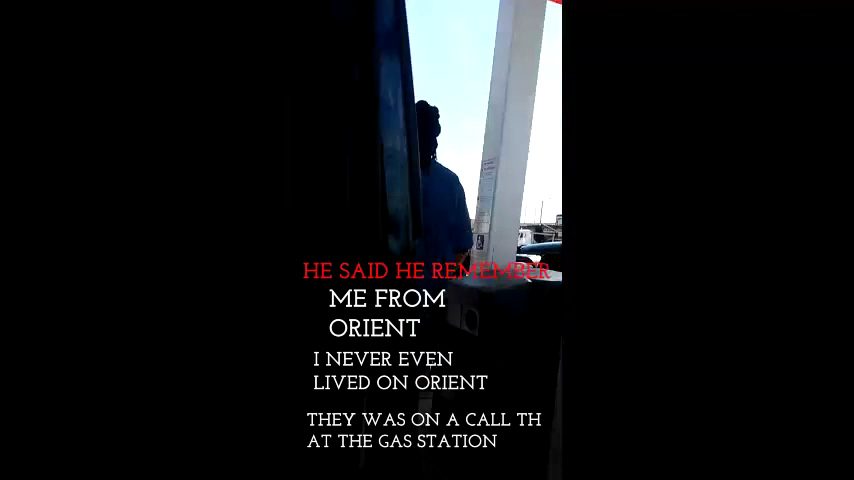 HE SAID HE REMEMBER
ME FROM
ORIENT
I NEVER EVEN
LIVED ON ORIENT
THEY WAS ON A CALL TH
AT THE GAS STATION